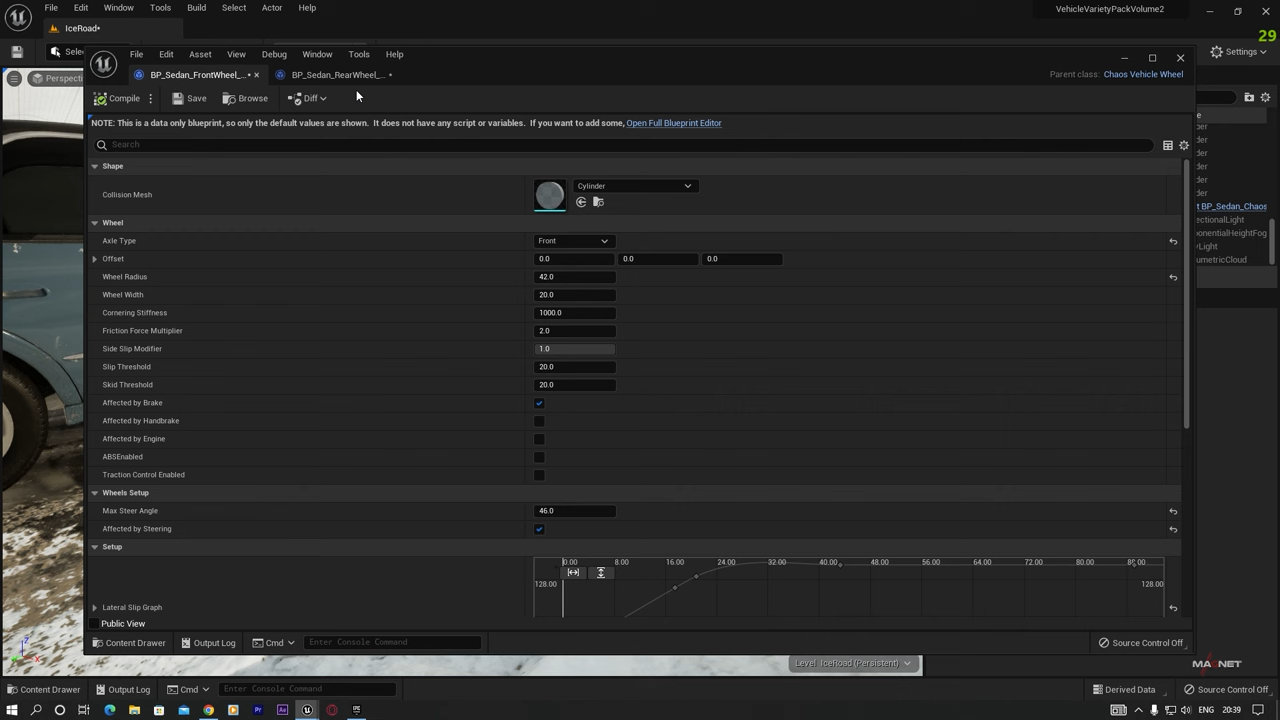 File Edit Window Tools Build Select Actor Help
VehicleVarietyPackVolume2
IceRoad*
29
Settings
Perspecti
File Edit Asset View Debug Window Tools Help
BP_Sedan_FrontWheel_... • BP_Sedan_RearWheel_... •
Parent class: Chaos Vehicle Wheel
Compile Save Browse Diff
NOTE: This is a data only blueprint, so only the default values are shown. It does not have any script or variables. If you want to add some, Open Full Blueprint Editor
Search
Shape
Collision Mesh Cylinder
Wheel
Axle Type Front
Offset 0.0 0.0 0.0
Wheel Radius 42.0
Wheel Width 20.0
Cornering Stiffness 1000.0
Friction Force Multiplier 2.0
Side Slip Modifier 1.0
Slip Threshold 20.0
Skid Threshold 20.0
Affected by Brake
Affected by Handbrake
Affected by Engine
ABSEnabled
Traction Control Enabled
Wheels Setup
Max Steer Angle 46.0
Affected by Steering
Setup
0.00 8.00 16.00 24.00 32.00 40.00 48.00 56.00 64.00 72.00 80.00 88.00
128.00 128.00
Lateral Slip Graph
Public View
Content Drawer Output Log Cmd Enter Console Command Source Control Off
der
der
der
der
der
der
t BP_Sedan_Chaos
ectionalLight
ponentialHeightFog
yLight
umetricCloud
Level: IceRoad (Persistent)
MAGNET
Content Drawer Output Log Cmd Enter Console Command Derived Data Source Control Off
ENG 20:39